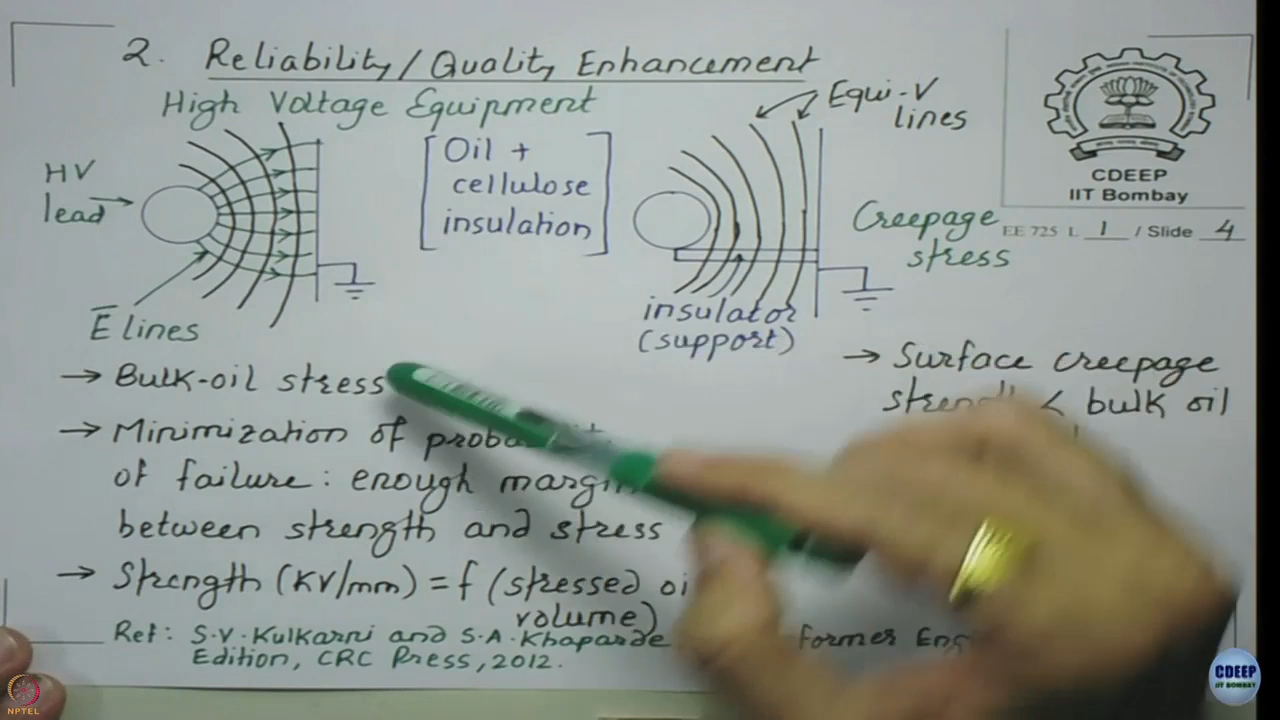 2. Reliability/Quality Enhancement
High Voltage Equipment
Equi-V
lines
HV
lead
[Oil +
cellulose
insulation]
CDEEP
IIT Bombay
EE 725 L 1 / Slide 4
Creepage
stress
E lines
insulator
(support)
→ Bulk-oil stress
→ Minimization of
of failure: enough
between strength and stress
→ Strength (KV/mm) = f (stressed
volume)
→ Surface creepage
< bulk oil
Ref: S.V. Kulkarni and S.A. Khaparde
Edition, CRC Press, 2012.
NPTEL
CDEEP
IIT BOMBAY